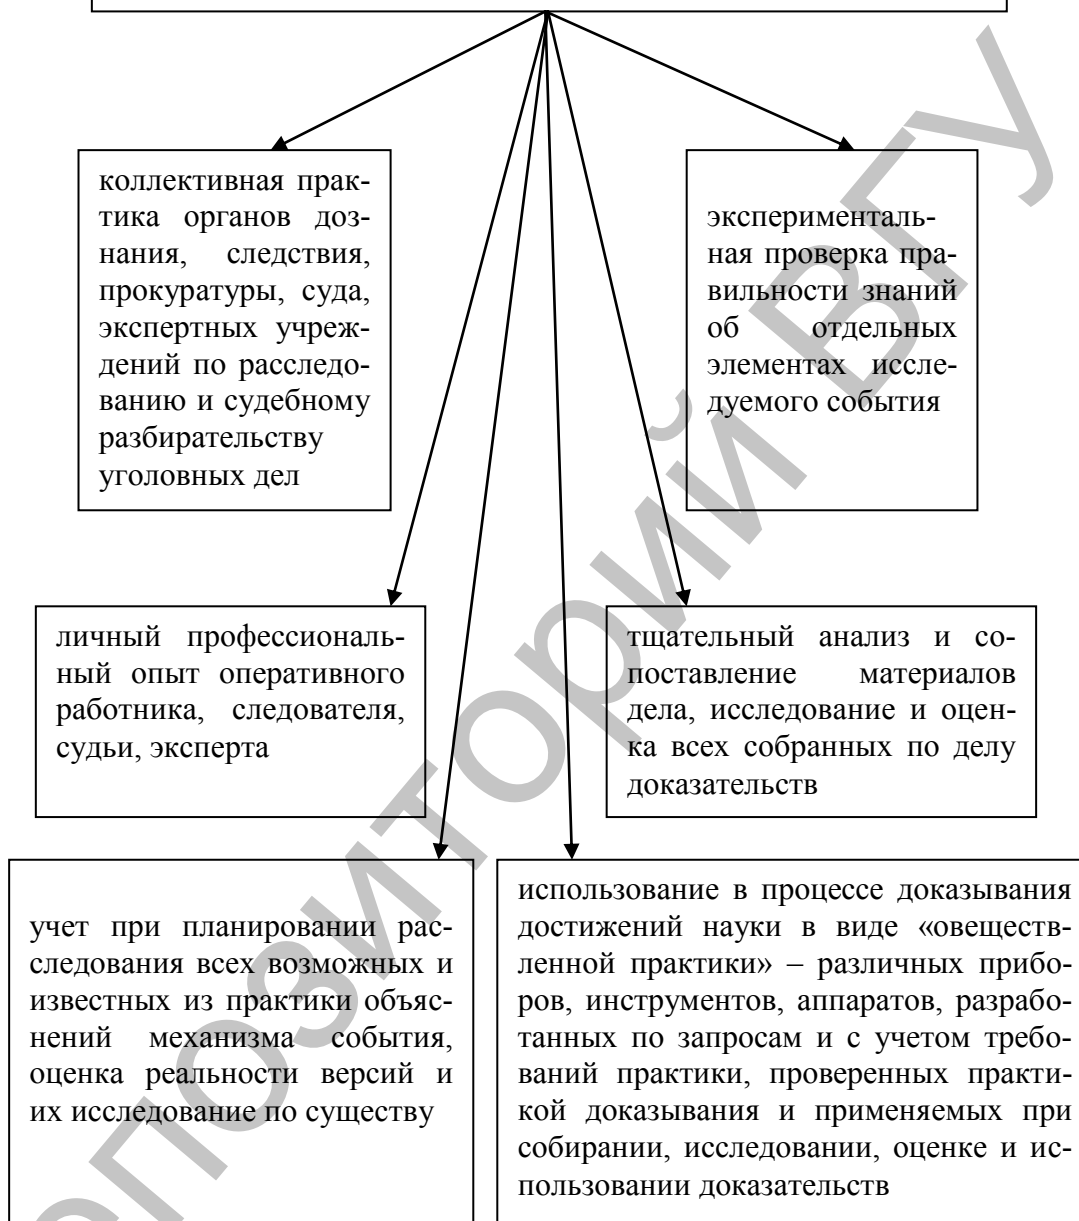 коллективная прак-
тика органов доз-
нания, следствия,
прокуратуры, суда,
экспертных учреж-
дений по расследо-
ванию и судебному
разбирательству
уголовных дел
эксперименталь-
ная проверка пра-
вильности знаний
об отдельных
элементах иссле-
дуемого события
личный профессиональ-
ный опыт оперативного
работника, следователя,
судьи, эксперта
тщательный анализ и со-
поставление материалов
дела, исследование и оцен-
ка всех собранных по делу
доказательств
учет при планировании рас-
следования всех возможных и
известных из практики объяс-
нений механизма события,
оценка реальности версий и
их исследование по существу
использование в процессе доказывания
достижений науки в виде «овеществ-
ленной практики» – различных прибо-
ров, инструментов, аппаратов, разрабо-
танных по запросам и с учетом требо-
ваний практики, проверенных практи-
кой доказывания и применяемых при
собирании, исследовании, оценке и ис-
пользовании доказательств
епозиторий ВГУ